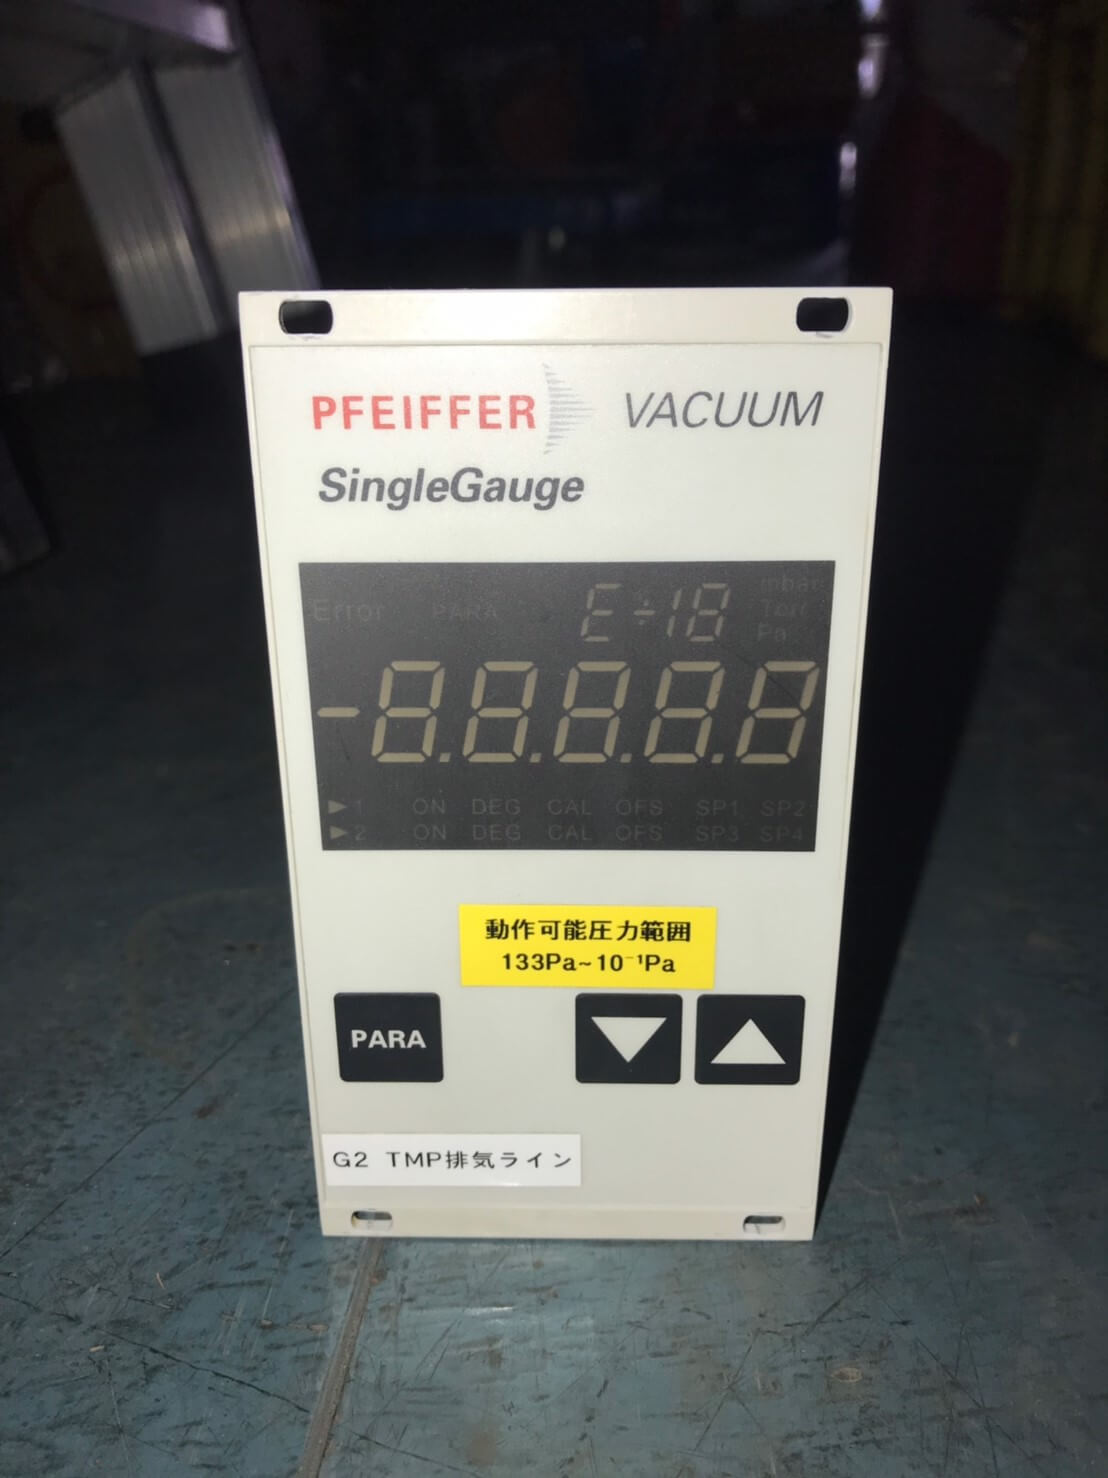 PFEIFFER VACUUM
SingleGauge
Error PARA E÷18 mbar
Torr
Pa
-8.8.8.8.8
▶1 ON DEG CAL OFS SP1 SP2
▶2 ON DEG CAL OFS SP3 SP4
動作可能圧力範囲
133Pa~10⁻¹Pa
PARA
G2 TMP排気ライン